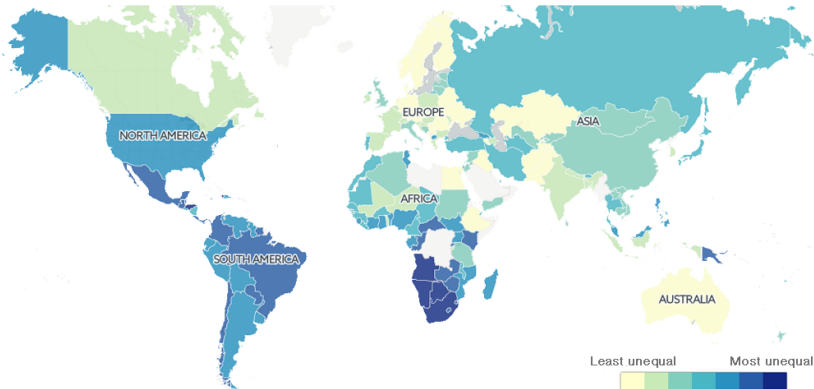 EUROPE
ASIA
NORTH AMERICA
AFRICA
SOUTH AMERICA
AUSTRALIA
Least unequal Most unequal